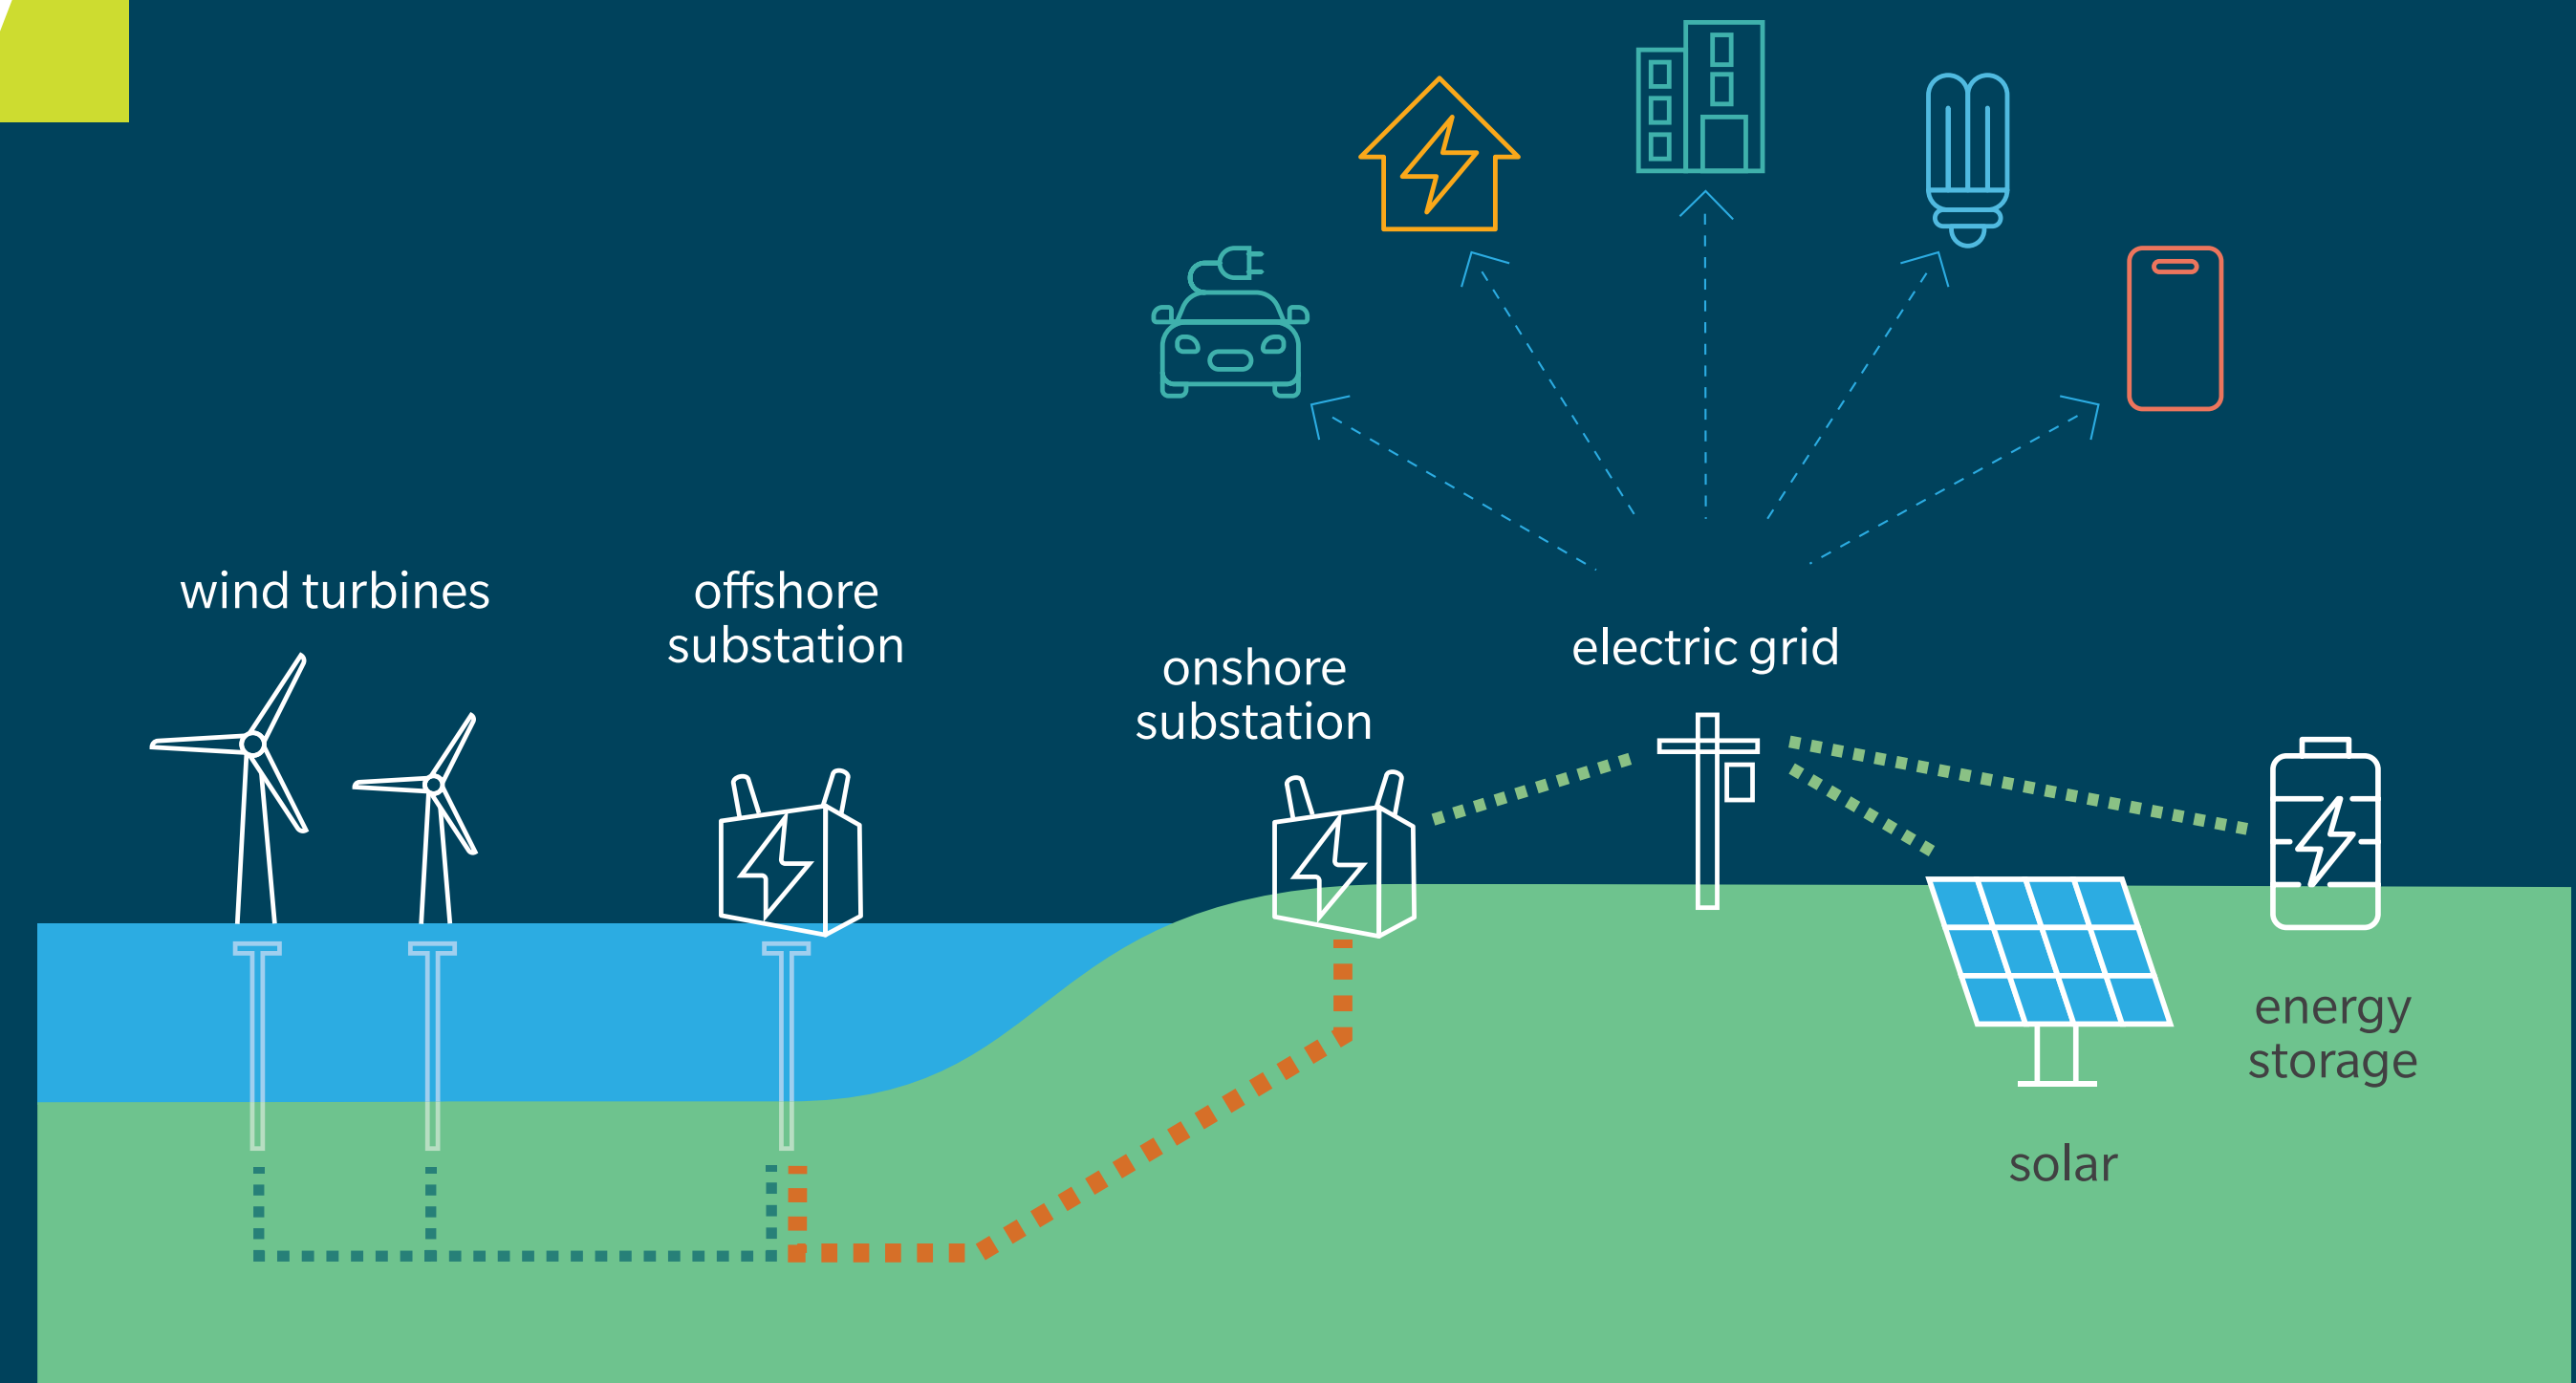 wind turbines
offshore
substation
onshore
substation
electric grid
energy
storage
solar